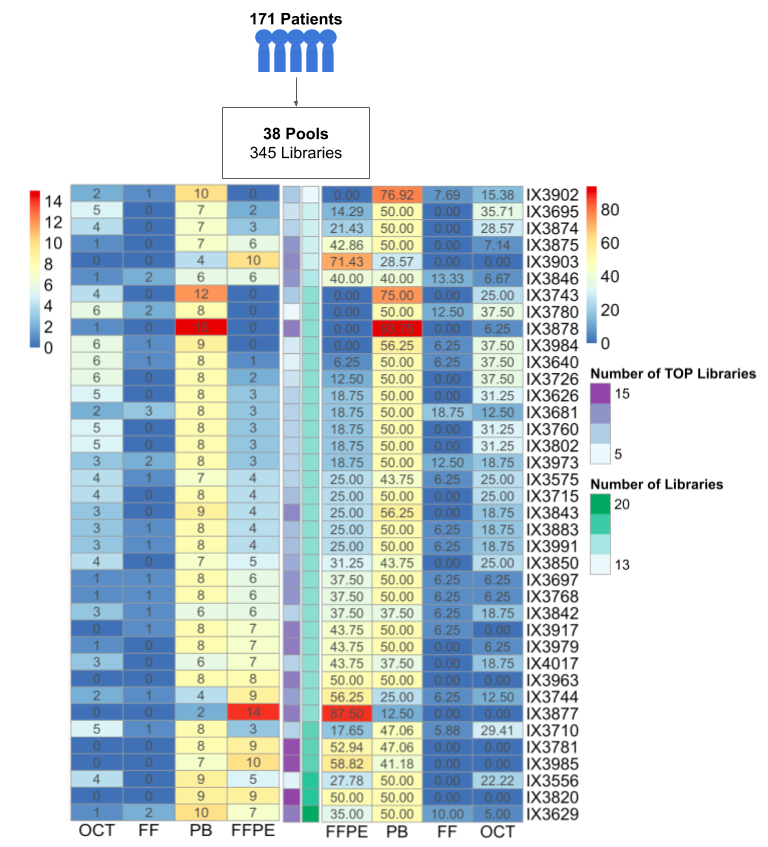 171 Patients
38 Pools
345 Libraries
2 1 10 0 0.00 76.92 7.69 15.38 IX3902
5 0 7 2 14.29 50.00 0.00 35.71 IX3695
4 0 7 3 21.43 50.00 0.00 28.57 IX3874
1 0 7 6 42.86 50.00 0.00 7.14 IX3875
0 0 4 10 71.43 28.57 0.00 0.00 IX3903
1 2 6 6 40.00 40.00 13.33 6.67 IX3846
4 0 12 0 0.00 75.00 0.00 25.00 IX3743
6 2 8 0 0.00 50.00 12.50 37.50 IX3780
1 0 15 0 0.00 93.75 0.00 6.25 IX3878
6 1 9 0 0.00 56.25 6.25 37.50 IX3984
6 1 8 1 6.25 50.00 6.25 37.50 IX3640
6 0 8 2 12.50 50.00 0.00 37.50 IX3726
5 0 8 3 18.75 50.00 0.00 31.25 IX3626
2 3 8 3 18.75 50.00 18.75 12.50 IX3681
5 0 8 3 18.75 50.00 0.00 31.25 IX3760
5 0 8 3 18.75 50.00 0.00 31.25 IX3802
3 2 8 3 18.75 50.00 12.50 18.75 IX3973
4 1 7 4 25.00 43.75 6.25 25.00 IX3575
4 0 8 4 25.00 50.00 0.00 25.00 IX3715
3 0 9 4 25.00 56.25 0.00 18.75 IX3843
3 1 8 4 25.00 50.00 6.25 18.75 IX3883
3 1 8 4 25.00 50.00 6.25 18.75 IX3991
4 0 7 5 31.25 43.75 0.00 25.00 IX3850
1 1 8 6 37.50 50.00 6.25 6.25 IX3697
1 1 8 6 37.50 50.00 6.25 6.25 IX3768
3 1 6 6 37.50 37.50 6.25 18.75 IX3842
0 1 8 7 43.75 50.00 6.25 0.00 IX3917
1 0 8 7 43.75 50.00 0.00 6.25 IX3979
3 0 6 7 43.75 37.50 0.00 18.75 IX4017
0 0 8 8 50.00 50.00 0.00 0.00 IX3963
2 1 4 9 56.25 25.00 6.25 12.50 IX3744
0 0 2 14 87.50 12.50 0.00 0.00 IX3877
5 1 8 3 17.65 47.06 5.88 29.41 IX3710
0 0 8 9 52.94 47.06 0.00 0.00 IX3781
0 0 7 10 58.82 41.18 0.00 0.00 IX3985
4 0 9 5 27.78 50.00 0.00 22.22 IX3556
0 0 9 9 50.00 50.00 0.00 0.00 IX3820
1 2 10 7 35.00 50.00 10.00 5.00 IX3629
OCT FF PB FFPE FFPE PB FF OCT
14
12
10
8
6
4
2
0
80
60
40
20
0
Number of TOP Libraries
15
5
Number of Libraries
20
13